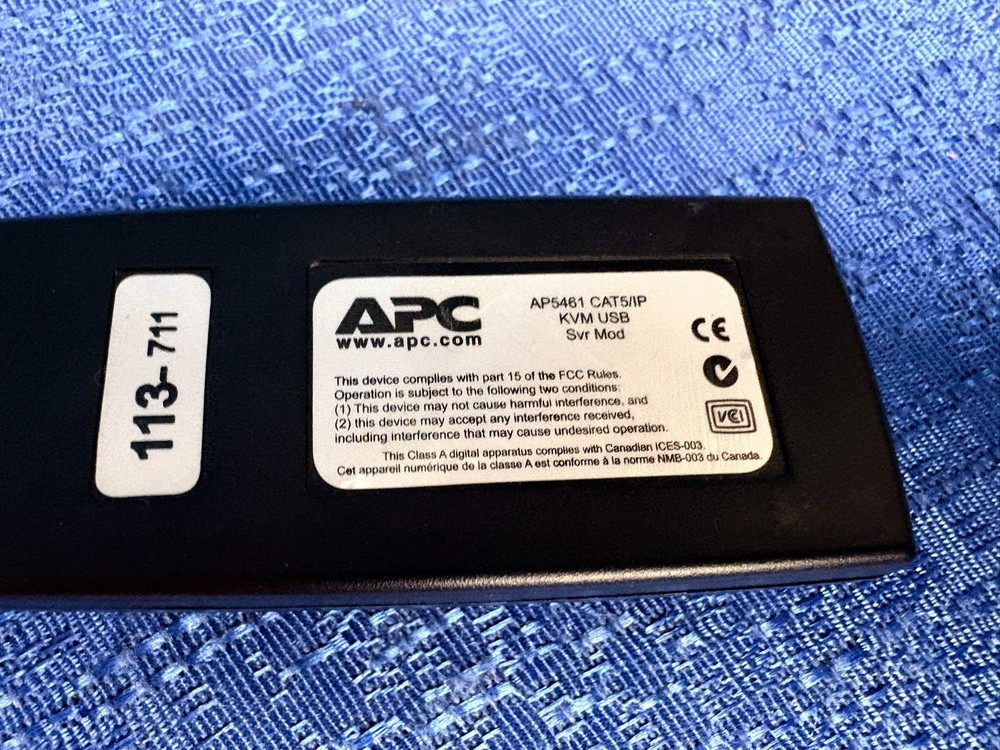 113-711
APC
www.apc.com
AP5461 CAT5/IP
KVM USB
Svr Mod
CE
VCI
This device complies with part 15 of the FCC Rules.
Operation is subject to the following two conditions:
(1) This device may not cause harmful interference, and
(2) this device may accept any interference received,
including interference that may cause undesired operation.
This Class A digital apparatus complies with Canadian ICES-003.
Cet appareil numérique de la classe A est conforme à la norme NMB-003 du Canada.